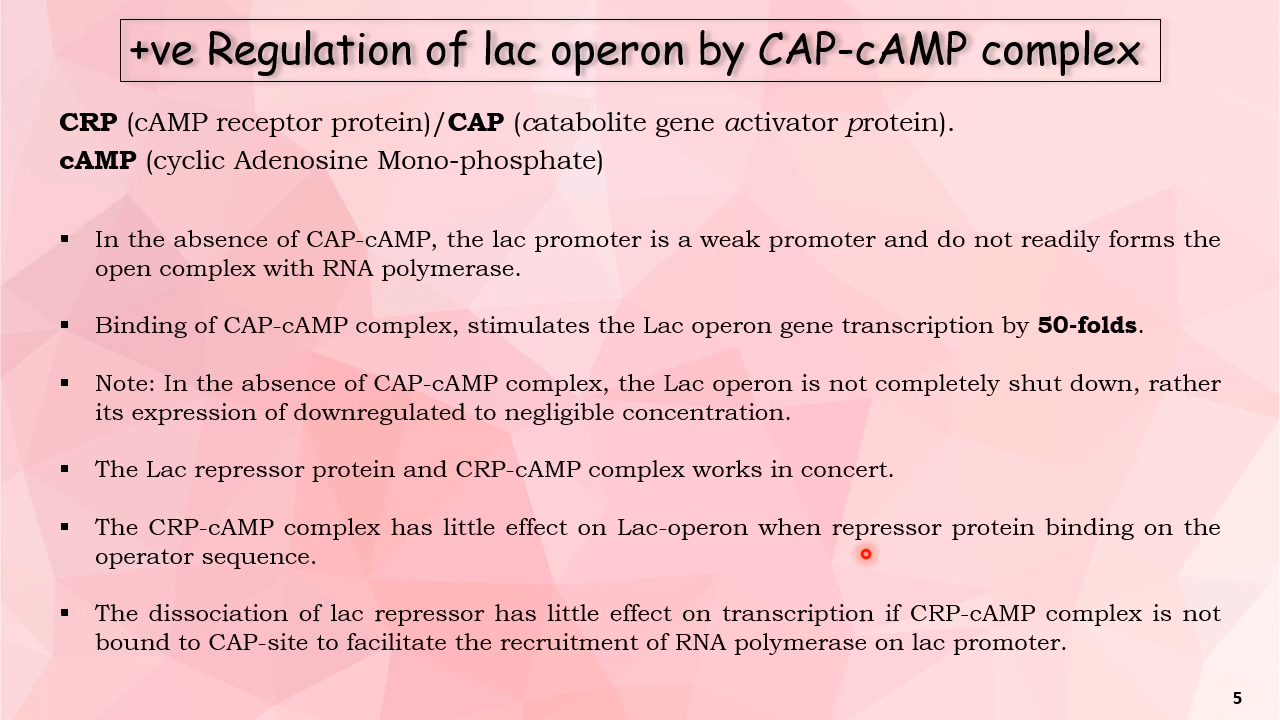 +ve Regulation of lac operon by CAP-cAMP complex
CRP (cAMP receptor protein)/CAP (catabolite gene activator protein).
cAMP (cyclic Adenosine Mono-phosphate)
▪ In the absence of CAP-cAMP, the lac promoter is a weak promoter and do not readily forms the
open complex with RNA polymerase.
▪ Binding of CAP-cAMP complex, stimulates the Lac operon gene transcription by 50-folds.
▪ Note: In the absence of CAP-cAMP complex, the Lac operon is not completely shut down, rather
its expression of downregulated to negligible concentration.
▪ The Lac repressor protein and CRP-cAMP complex works in concert.
▪ The CRP-cAMP complex has little effect on Lac-operon when repressor protein binding on the
operator sequence.
▪ The dissociation of lac repressor has little effect on transcription if CRP-cAMP complex is not
bound to CAP-site to facilitate the recruitment of RNA polymerase on lac promoter.
5